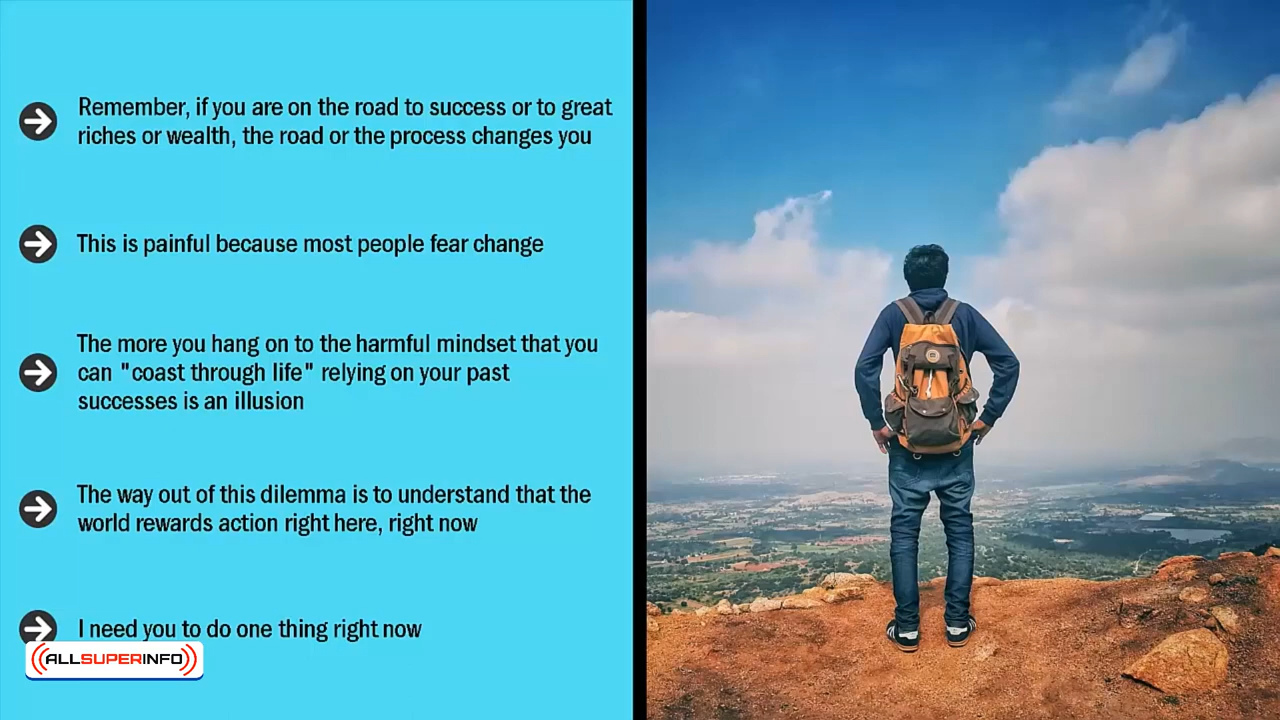 Remember, if you are on the road to success or to great
riches or wealth, the road or the process changes you
This is painful because most people fear change
The more you hang on to the harmful mindset that you
can "coast through life" relying on your past
successes is an illusion
The way out of this dilemma is to understand that the
world rewards action right here, right now
I need you to do one thing right now
ALLSUPERINFO